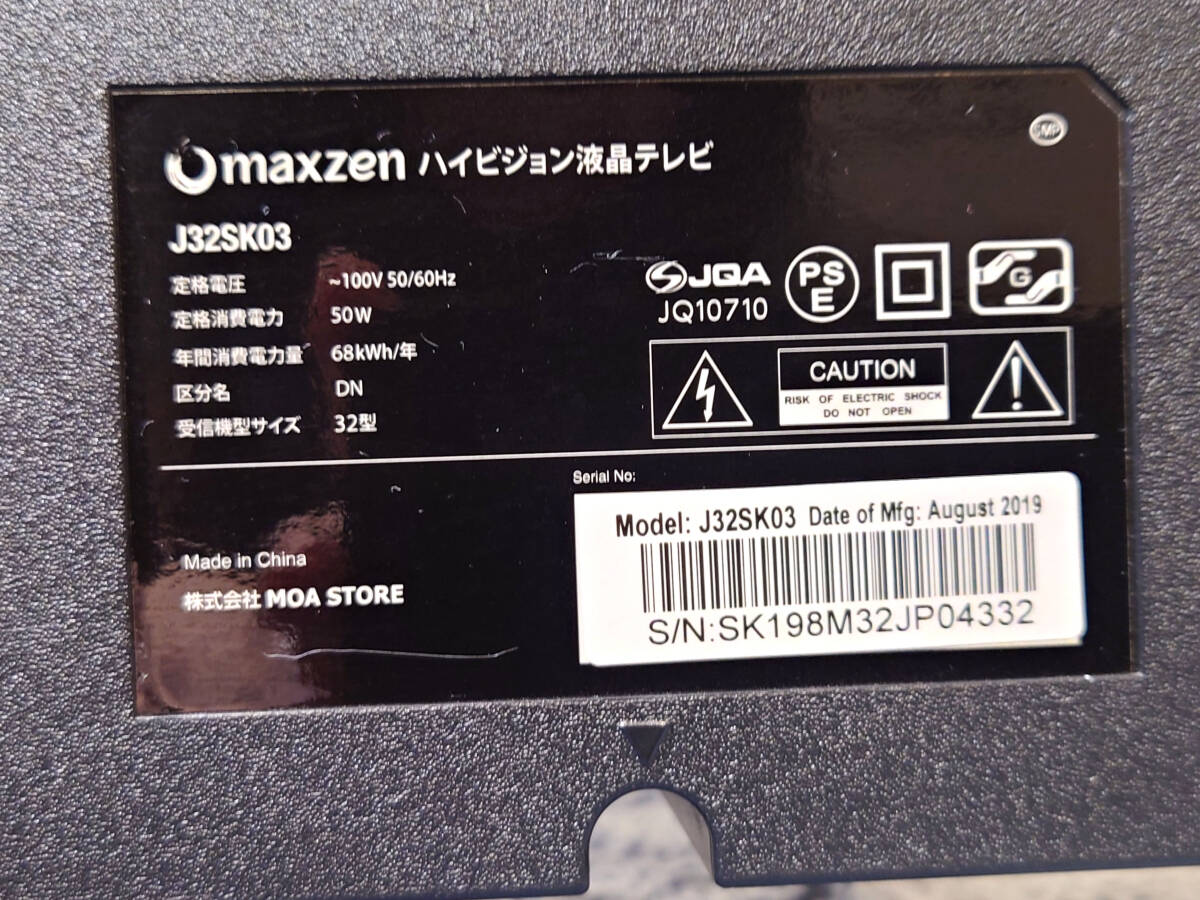 SMP
maxzen ハイビジョン液晶テレビ
J32SK03
定格電圧 ~100V 50/60Hz
定格消費電力 50W
年間消費電力量 68kWh/年
区分名 DN
受信機型サイズ 32型
JQA
JQ10710
PS
E
G
CAUTION
RISK OF ELECTRIC SHOCK
DO NOT OPEN
Serial No:
Model: J32SK03 Date of Mfg: August 2019
S/N:SK198M32JP04332
Made in China
株式会社 MOA STORE